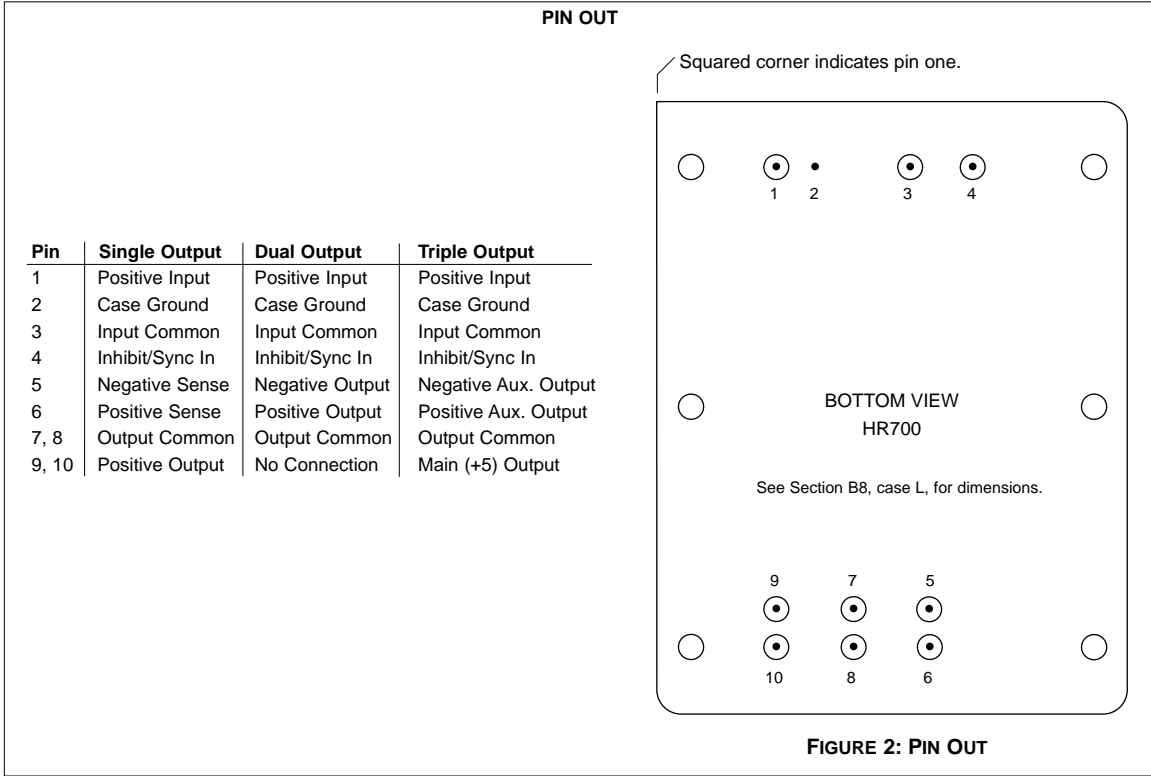 PIN OUT
Squared corner indicates pin one.
Pin Single Output Dual Output Triple Output
1 Positive Input Positive Input Positive Input
2 Case Ground Case Ground Case Ground
3 Input Common Input Common Input Common
4 Inhibit/Sync In Inhibit/Sync In Inhibit/Sync In
5 Negative Sense Negative Output Negative Aux. Output
6 Positive Sense Positive Output Positive Aux. Output
7, 8 Output Common Output Common Output Common
9, 10 Positive Output No Connection Main (+5) Output
1 2 3 4
BOTTOM VIEW
HR700
See Section B8, case L, for dimensions.
9 7 5
10 8 6
FIGURE 2: PIN OUT